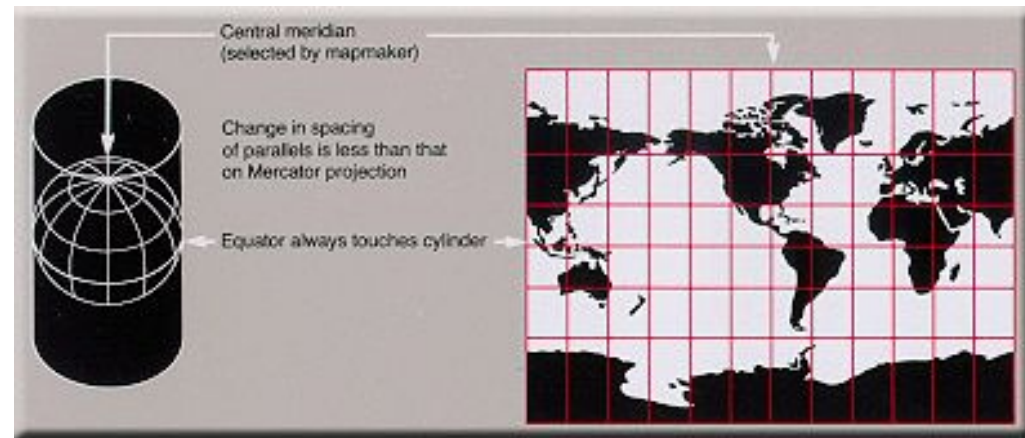 Central meridian
(selected by mapmaker)
Change in spacing
of parallels is less than that
on Mercator projection
Equator always touches cylinder